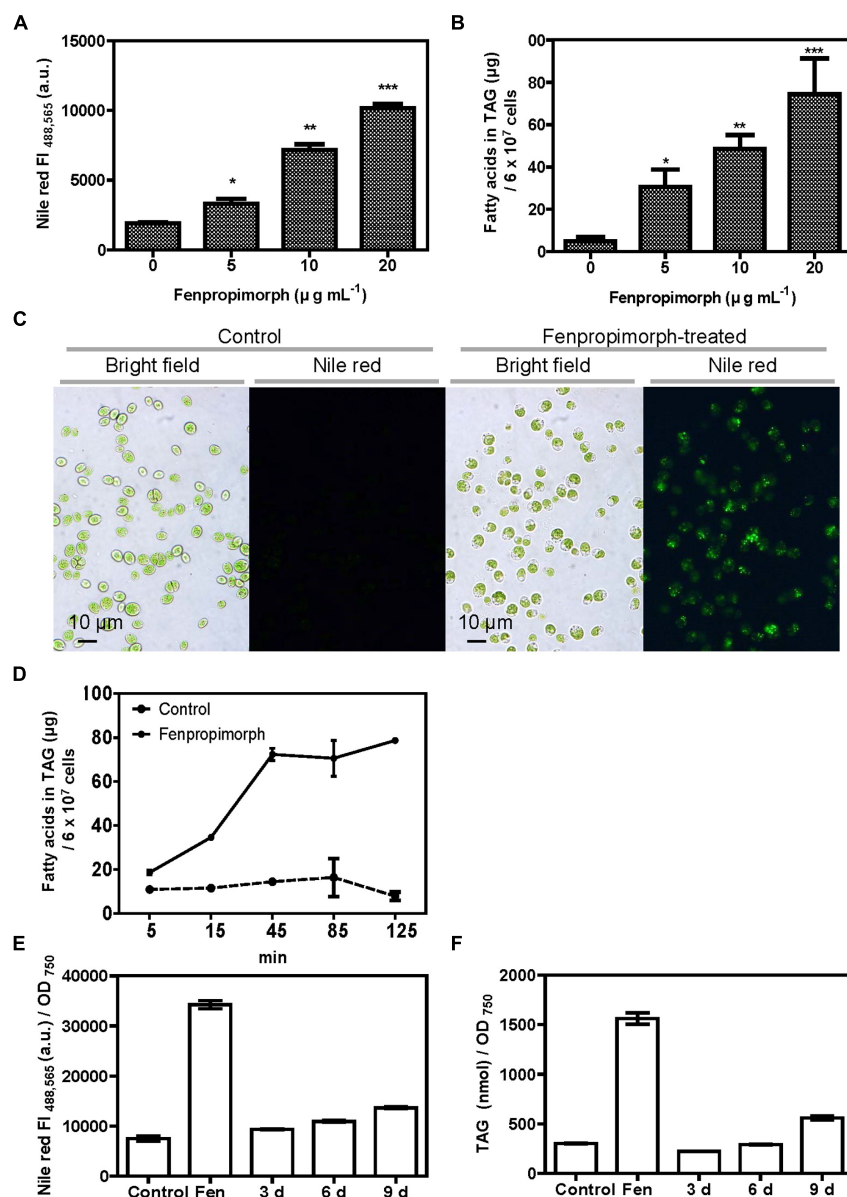 A
15000
10000
5000
0
Nile red FI 488,565 (a.u.)
*
**
***
0 5 10 20
Fenpropimorph (µ g mL-1)
B
00
80
60
40
20
00
Fatty acids in TAG (µg)
/ 6 x 10^7 cells
*
**
***
0 5 10 20
Fenpropimorph (µ g mL-1)
C
Control Fenpropimorph-treated
Bright field Nile red Bright field Nile red
10 µm 10 µm
D
100
80
60
40
20
0
Fatty acids in TAG (µg)
/ 6 x 10^7 cells
Control
Fenpropimorph
5 15 45 85 125
min
E
40000
30000
20000
10000
0
Nile red FI 488,565 (a.u.) / OD 750
Control Fen 3 d 6 d 9 d
F
2000
1500
1000
500
0
TAG (nmol) / OD 750
Control Fen 3 d 6 d 9 d